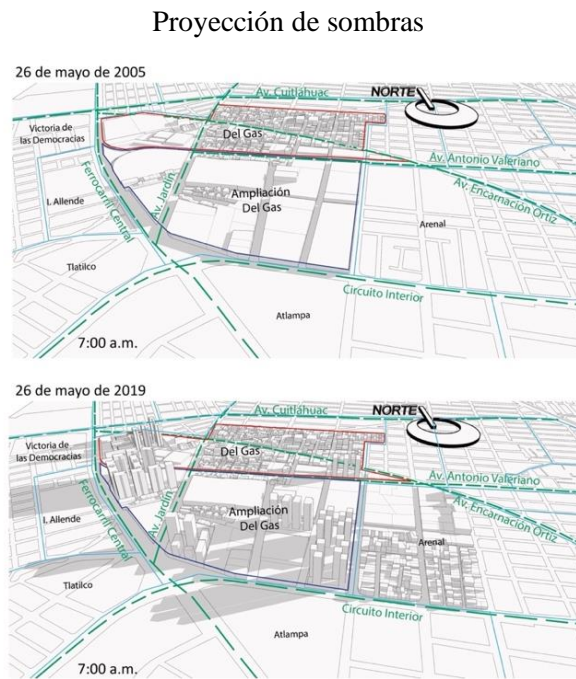 Proyección de sombras
26 de mayo de 2005
Av. Cuitláhuac
NORTE
Victoria de
las Democracias
Del Gas
Av. Antonio Valeriano
Ferrocarril Central
Av. Jardín
I. Allende
Ampliación
Del Gas
Av. Encarnación Ortiz
Arenal
Tlatilco
Circuito Interior
Atlampa
7:00 a.m.
26 de mayo de 2019
Av. Cuitláhuac
NORTE
Victoria de
las Democracias
Del Gas
Av. Antonio Valeriano
Ferrocarril Central
Av. Jardín
I. Allende
Ampliación
Del Gas
Av. Encarnación Ortiz
Arenal
Tlatilco
Circuito Interior
Atlampa
7:00 a.m.